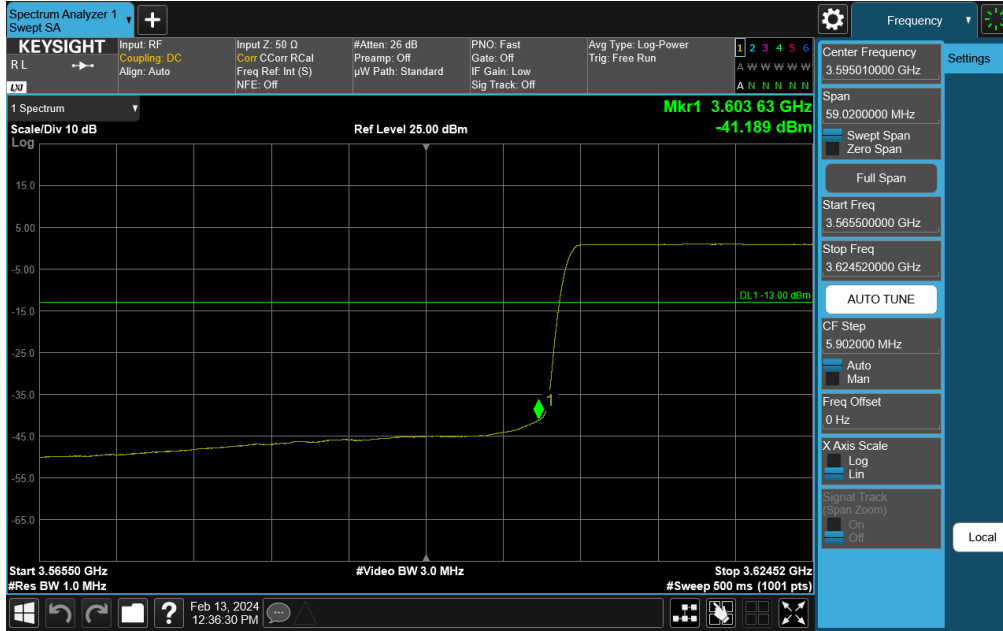 Spectrum Analyzer 1
Swept SA
Frequency
KEYSIGHT
R L
LXI
Input: RF
Coupling: DC
Align: Auto
Input Z: 50 Ω
Corr CCorr RCal
Freq Ref: Int (S)
NFE: Off
#Atten: 26 dB
Preamp: Off
µW Path: Standard
PNO: Fast
Gate: Off
IF Gain: Low
Sig Track: Off
Avg Type: Log-Power
Trig: Free Run
1 2 3 4 5 6
A W W W W W
A N N N N N
1 Spectrum
Scale/Div 10 dB
Log
Ref Level 25.00 dBm
Mkr1 3.603 63 GHz
-41.189 dBm
15.0
5.00
-5.00
-15.0
-25.0
-35.0
-45.0
-55.0
-65.0
DL1 -13.00 dBm
1
Start 3.56550 GHz
#Res BW 1.0 MHz
#Video BW 3.0 MHz
Stop 3.62452 GHz
#Sweep 500 ms (1001 pts)
?
Feb 13, 2024
12:36:30 PM
Center Frequency
3.595010000 GHz
Span
59.0200000 MHz
Swept Span
Zero Span
Full Span
Start Freq
3.565500000 GHz
Stop Freq
3.624520000 GHz
AUTO TUNE
CF Step
5.902000 MHz
Auto
Man
Freq Offset
0 Hz
X Axis Scale
Log
Lin
Signal Track
(Span Zoom)
On
Off
Settings
Local